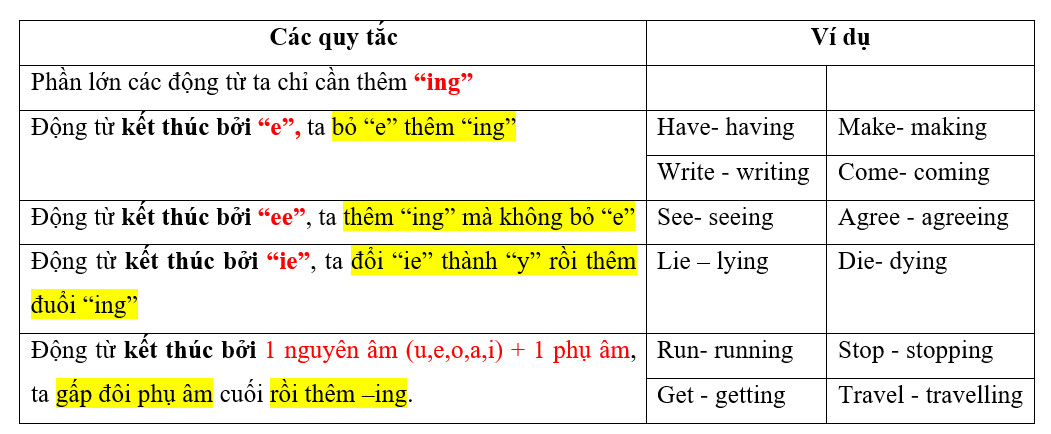 Các quy tắc Ví dụ
Phần lớn các động từ ta chỉ cần thêm “ing”
Động từ kết thúc bởi “e”, ta bỏ “e” thêm “ing” Have- having Make- making
Write - writing Come- coming
Động từ kết thúc bởi “ee”, ta thêm “ing” mà không bỏ “e” See- seeing Agree - agreeing
Động từ kết thúc bởi “ie”, ta đổi “ie” thành “y” rồi thêm Lie – lying Die- dying
đuổi “ing”
Động từ kết thúc bởi 1 nguyên âm (u,e,o,a,i) + 1 phụ âm, Run- running Stop - stopping
ta gấp đôi phụ âm cuối rồi thêm –ing. Get - getting Travel - travelling